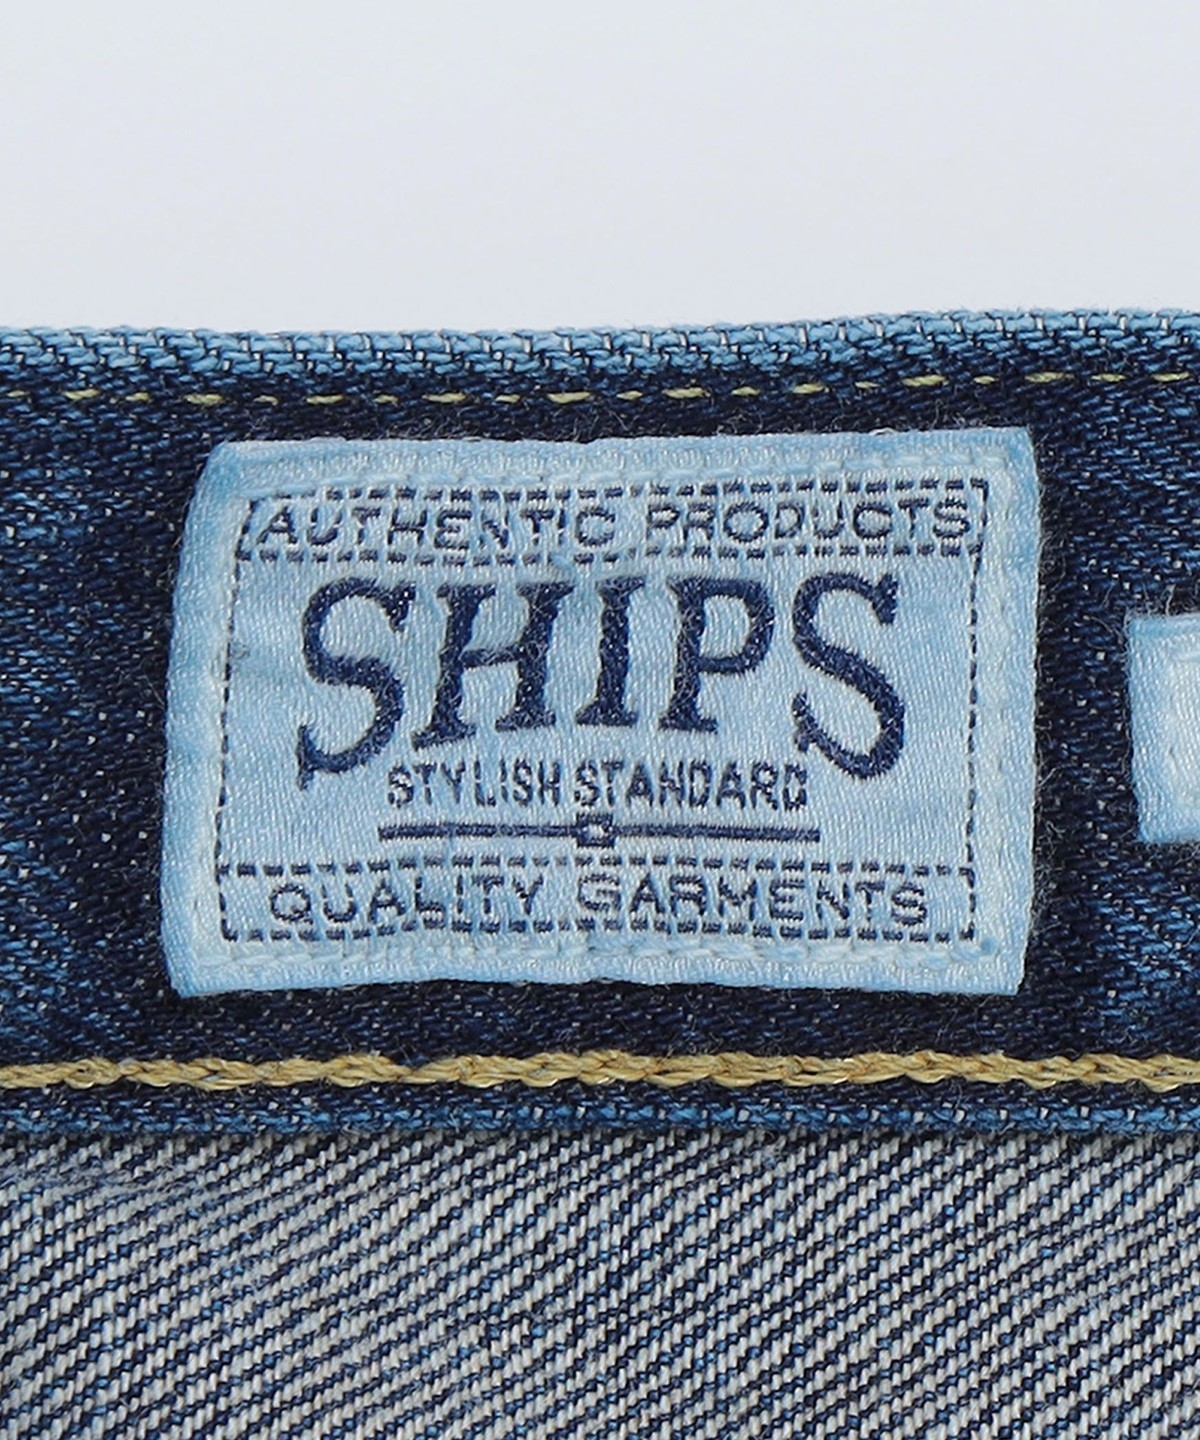 AUTHENTIC PRODUCTS
SHIPS
STYLISH STANDARD
QUALITY GARMENTS